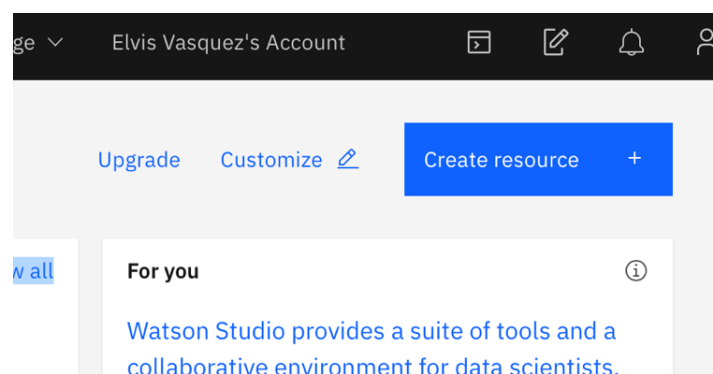 Elvis Vasquez's Account
Upgrade Customize Create resource +
all For you
Watson Studio provides a suite of tools and a
collaborative environment for data scientists,